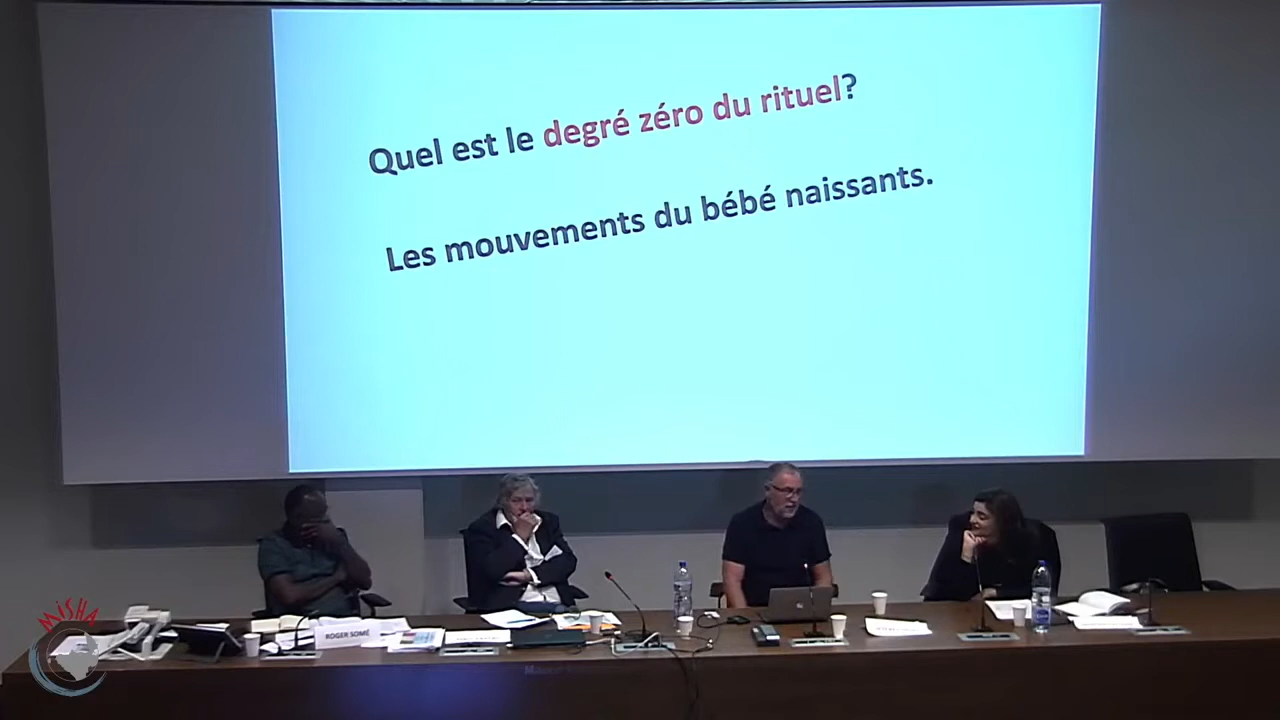 Quel est le degré zéro du rituel?
Les mouvements du bébé naissants.
ROGER SOMÉ
MISHA